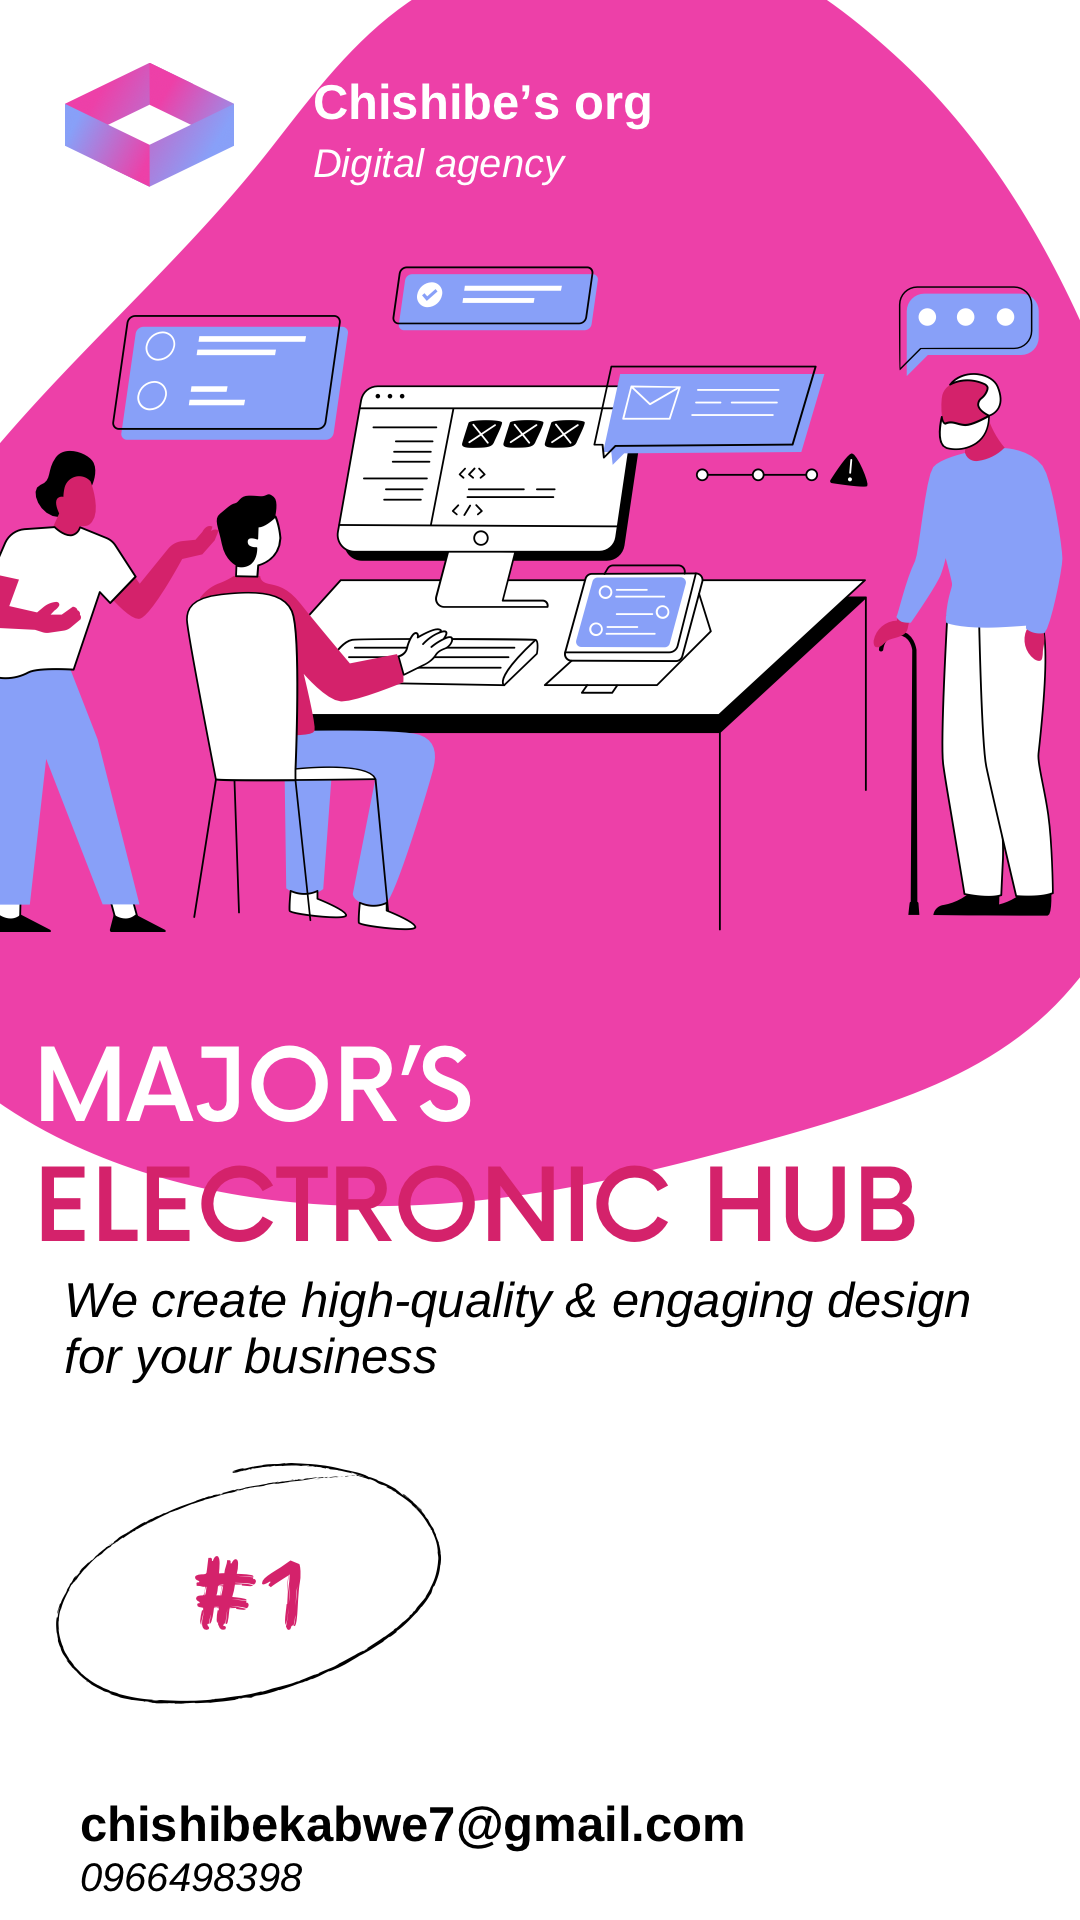 Chishibe’s org
Digital agency
MAJOR’S
ELECTRONIC HUB
We create high-quality & engaging design
for your business
#1
chishibekabwe7@gmail.com
0966498398